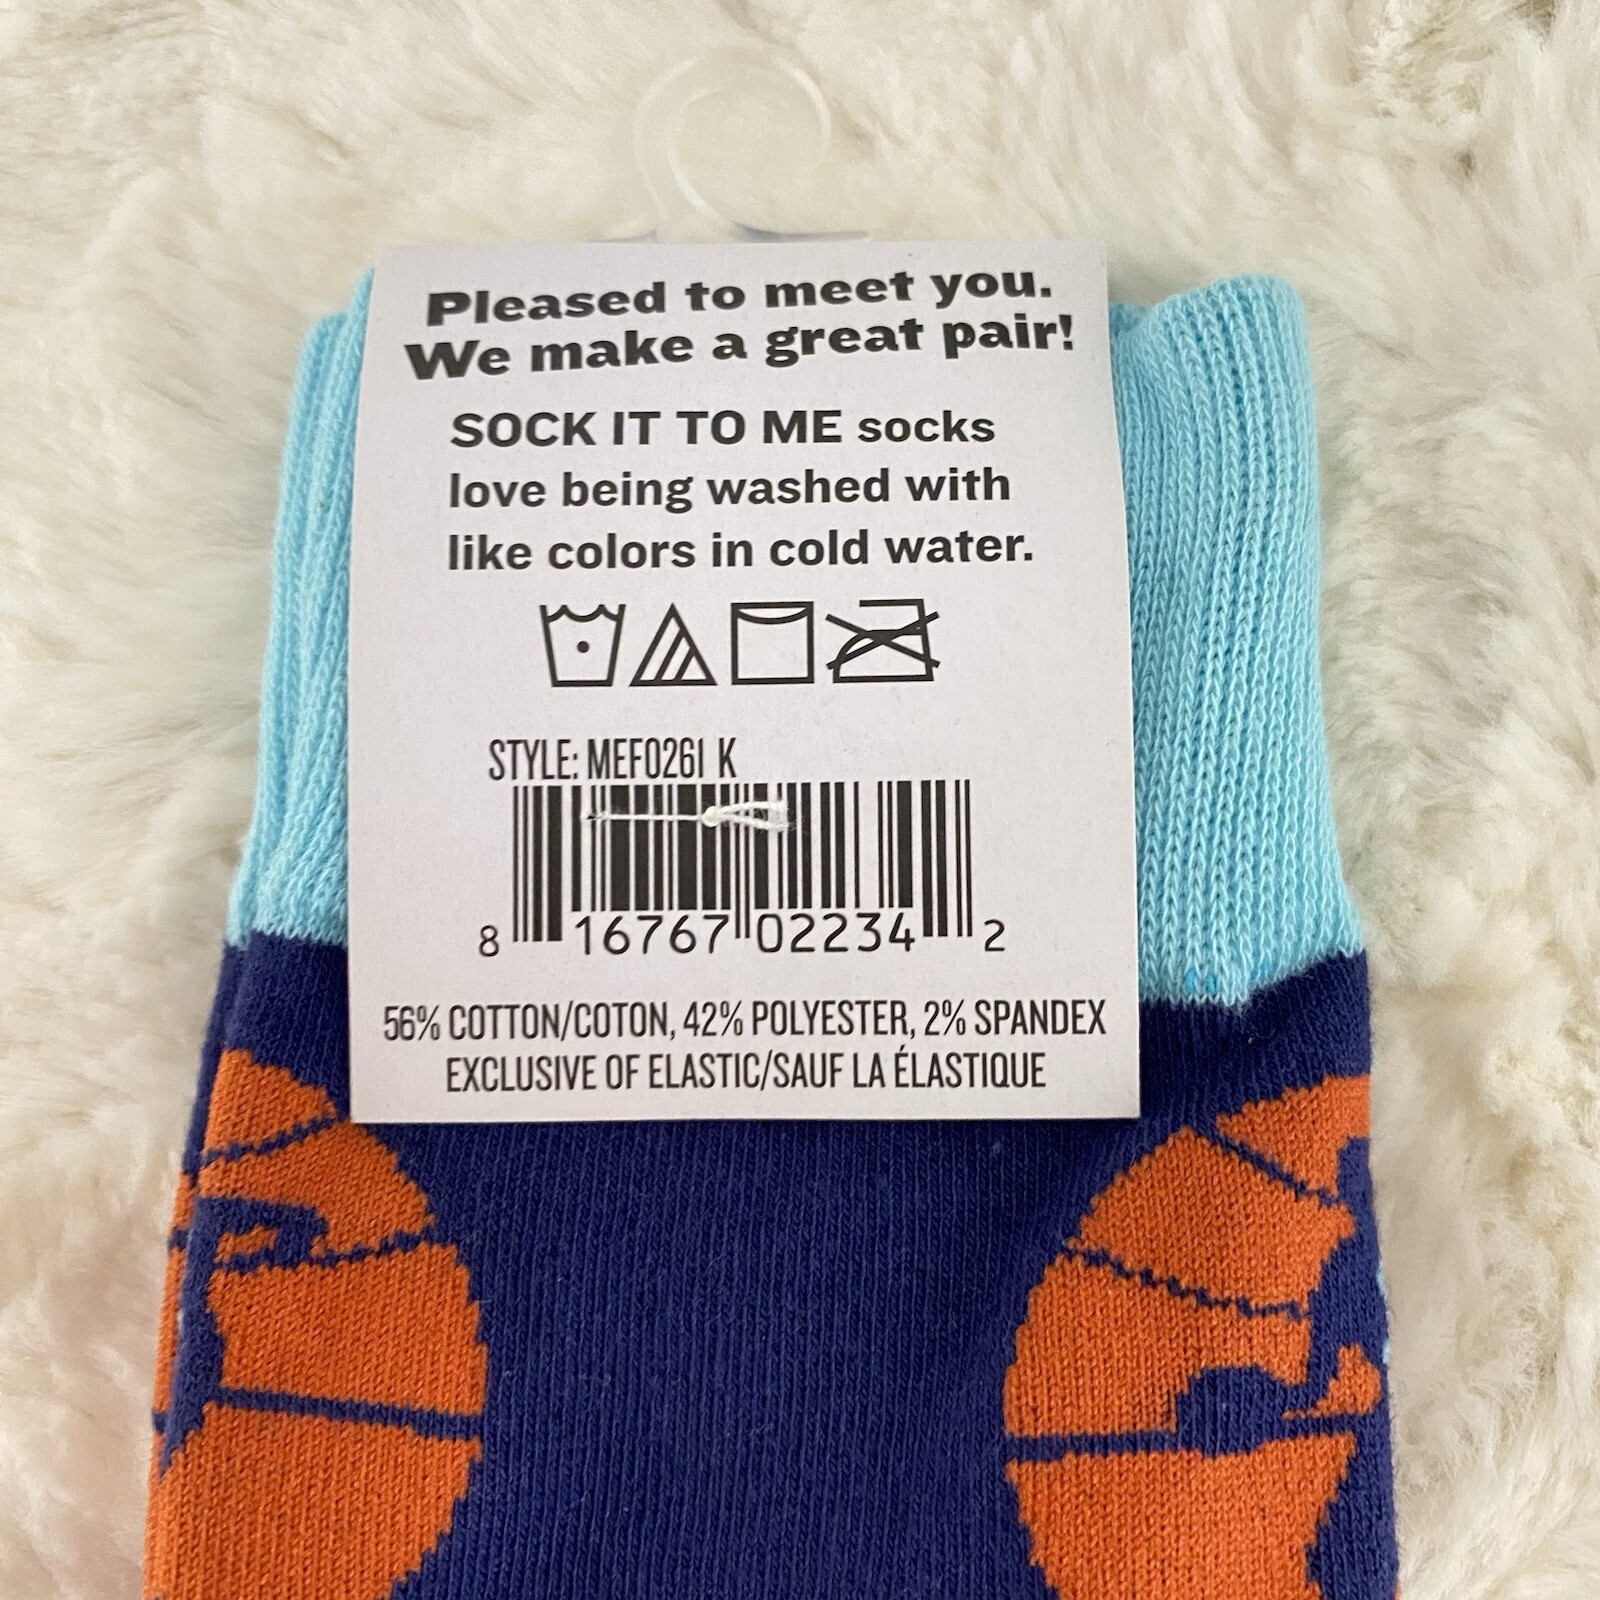 Pleased to meet you.
We make a great pair!
SOCK IT TO ME socks
love being washed with
like colors in cold water.
STYLE: MEF0261 K
8 16767 02234 2
56% COTTON/COTON, 42% POLYESTER, 2% SPANDEX
EXCLUSIVE OF ELASTIC/SAUF LA ÉLASTIQUE